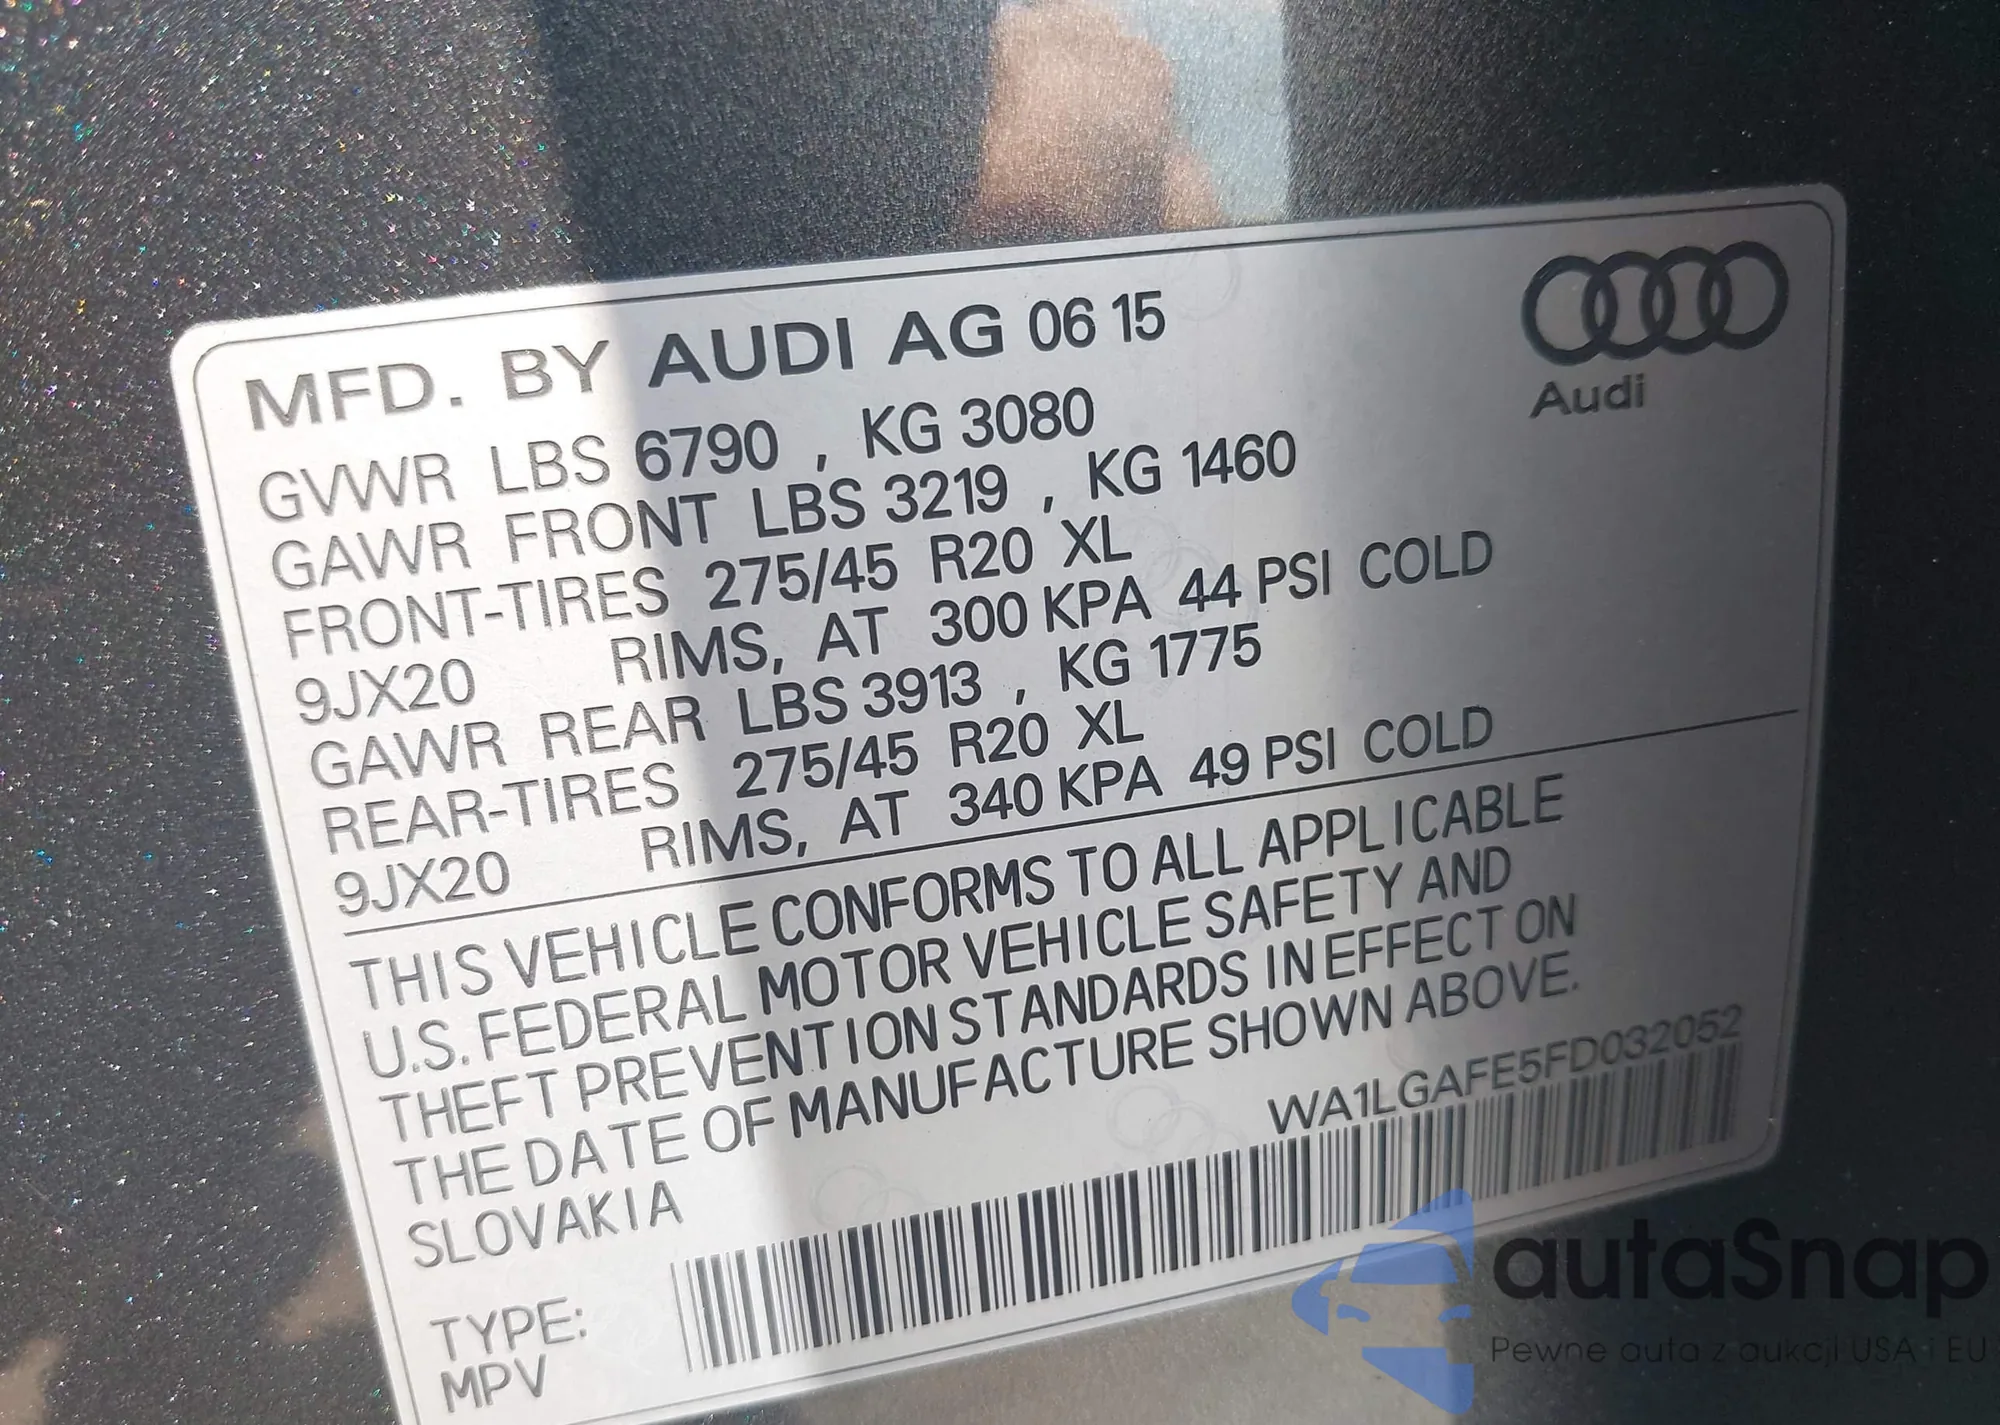 MFD. BY AUDI AG 06 15
Audi
GVWR LBS 6790 , KG 3080
GAWR FRONT LBS 3219 , KG 1460
FRONT-TIRES 275/45 R20 XL
9JX20 RIMS, AT 300 KPA 44 PSI COLD
GAWR REAR LBS 3913 , KG 1775
REAR-TIRES 275/45 R20 XL
9JX20 RIMS, AT 340 KPA 49 PSI COLD
THIS VEHICLE CONFORMS TO ALL APPLICABLE
U.S. FEDERAL MOTOR VEHICLE SAFETY AND
THEFT PREVENTION STANDARDS IN EFFECT ON
THE DATE OF MANUFACTURE SHOWN ABOVE.
SLOVAKIA
WA1LGAFE5FD032052
TYPE:
MPV
autaSnap
Pewne auta z aukcji USA i EU